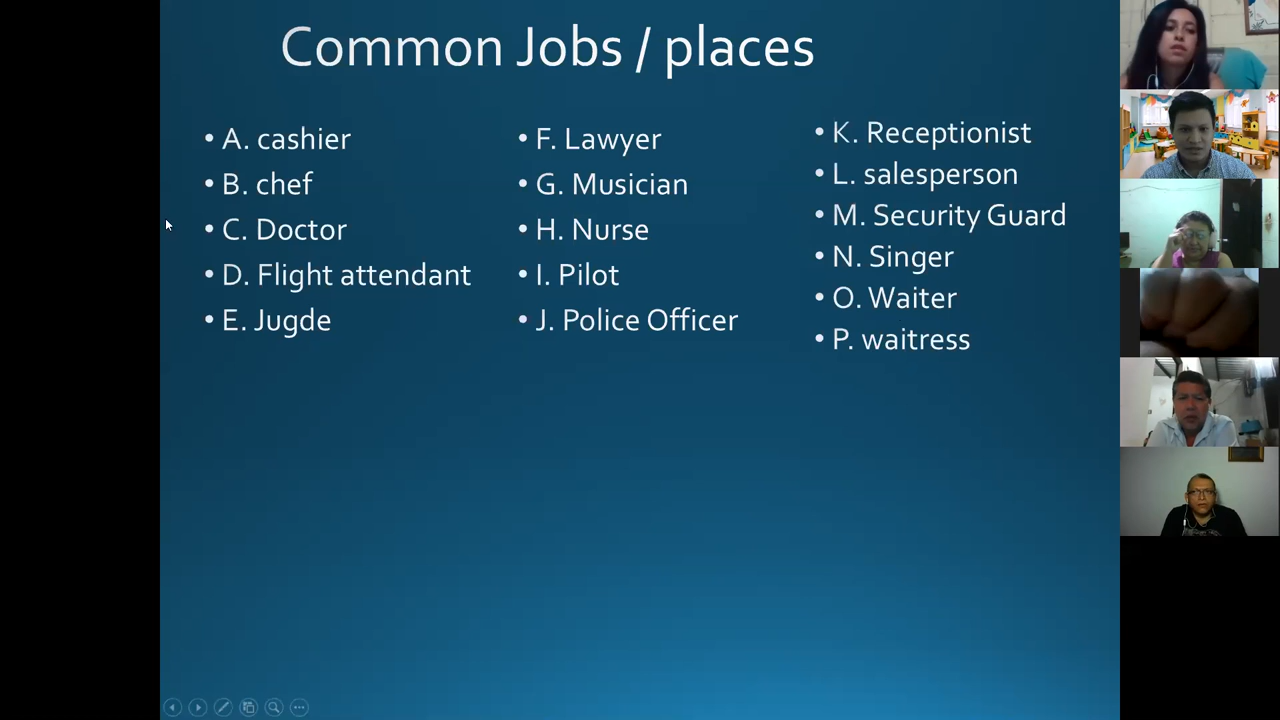 Common Jobs / places
• A. cashier
• B. chef
• C. Doctor
• D. Flight attendant
• E. Jugde
• F. Lawyer
• G. Musician
• H. Nurse
• I. Pilot
• J. Police Officer
• K. Receptionist
• L. salesperson
• M. Security Guard
• N. Singer
• O. Waiter
• P. waitress